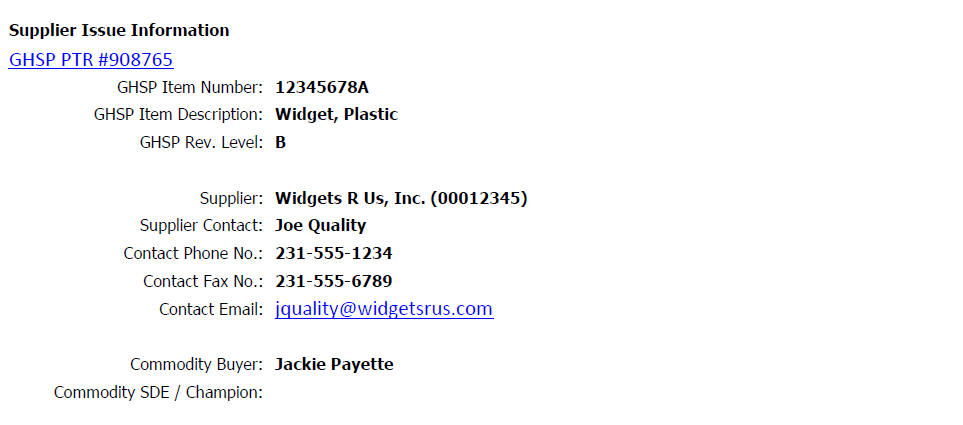 Supplier Issue Information
GHSP PTR #908765
GHSP Item Number: 12345678A
GHSP Item Description: Widget, Plastic
GHSP Rev. Level: B
Supplier: Widgets R Us, Inc. (00012345)
Supplier Contact: Joe Quality
Contact Phone No.: 231-555-1234
Contact Fax No.: 231-555-6789
Contact Email: jquality@widgetsrus.com
Commodity Buyer: Jackie Payette
Commodity SDE / Champion: